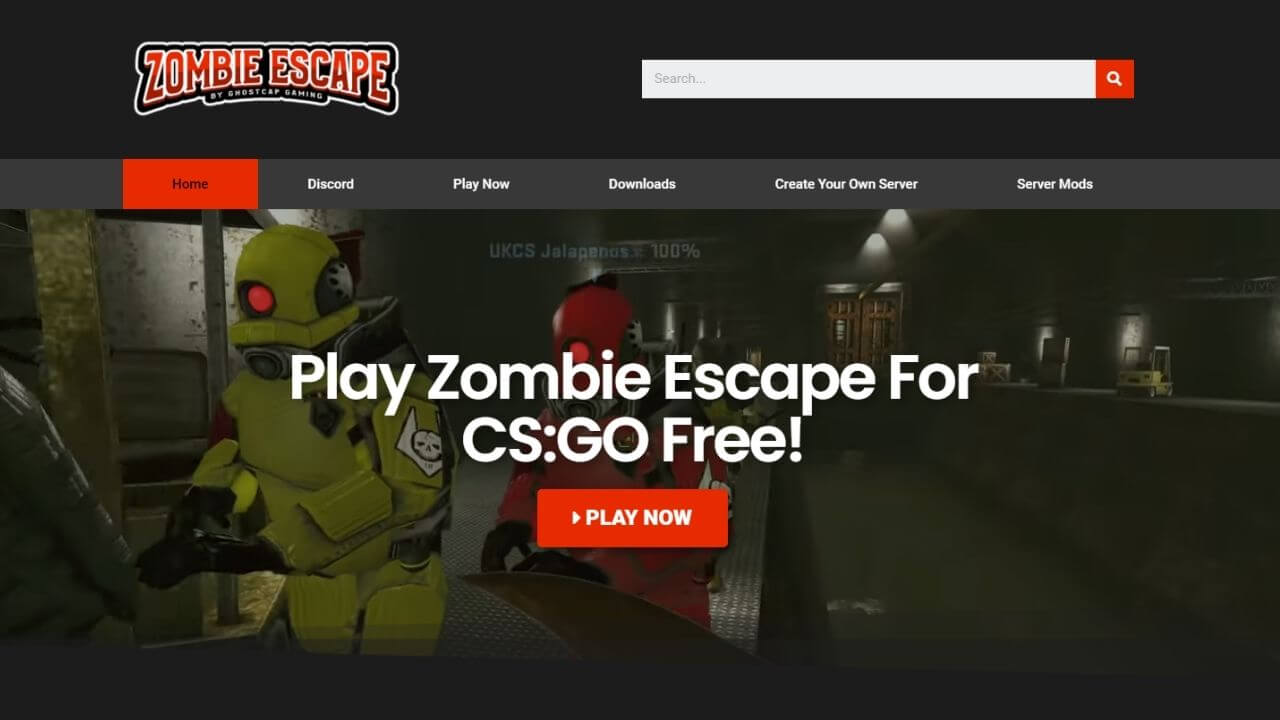 ZOMBIE ESCAPE
BY GHOSTCAP GAMING
Search...
Home
Discord
Play Now
Downloads
Create Your Own Server
Server Mods
UKCS Jalapenos 100%
Play Zombie Escape For
CS:GO Free!
PLAY NOW